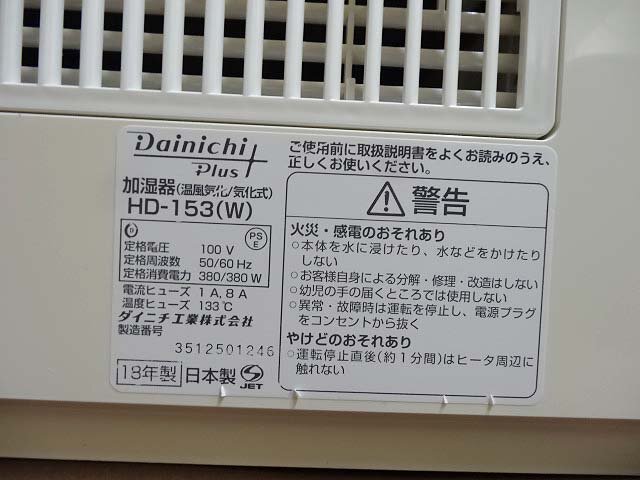 Dainichi
Plus
加湿器(温風気化/気化式)
HD-153(W)
PS
E
定格電圧 100 V
定格周波数 50/60 Hz
定格消費電力 380/380 W
電流ヒューズ 1 A, 8 A
温度ヒューズ 133℃
ダイニチ工業株式会社
製造番号
3512501246
13年製 日本製 JET
ご使用前に取扱説明書をよくお読みのうえ、
正しくお使いください。
警告
火災・感電のおそれあり
○本体を水に浸けたり、水などをかけたり
しない
○お客様自身による分解・修理・改造はしない
○幼児の手の届くところでは使用しない
○異常・故障時は運転を停止し、電源プラグ
をコンセントから抜く
やけどのおそれあり
○運転停止直後(約1分間)はヒータ周辺に
触れない